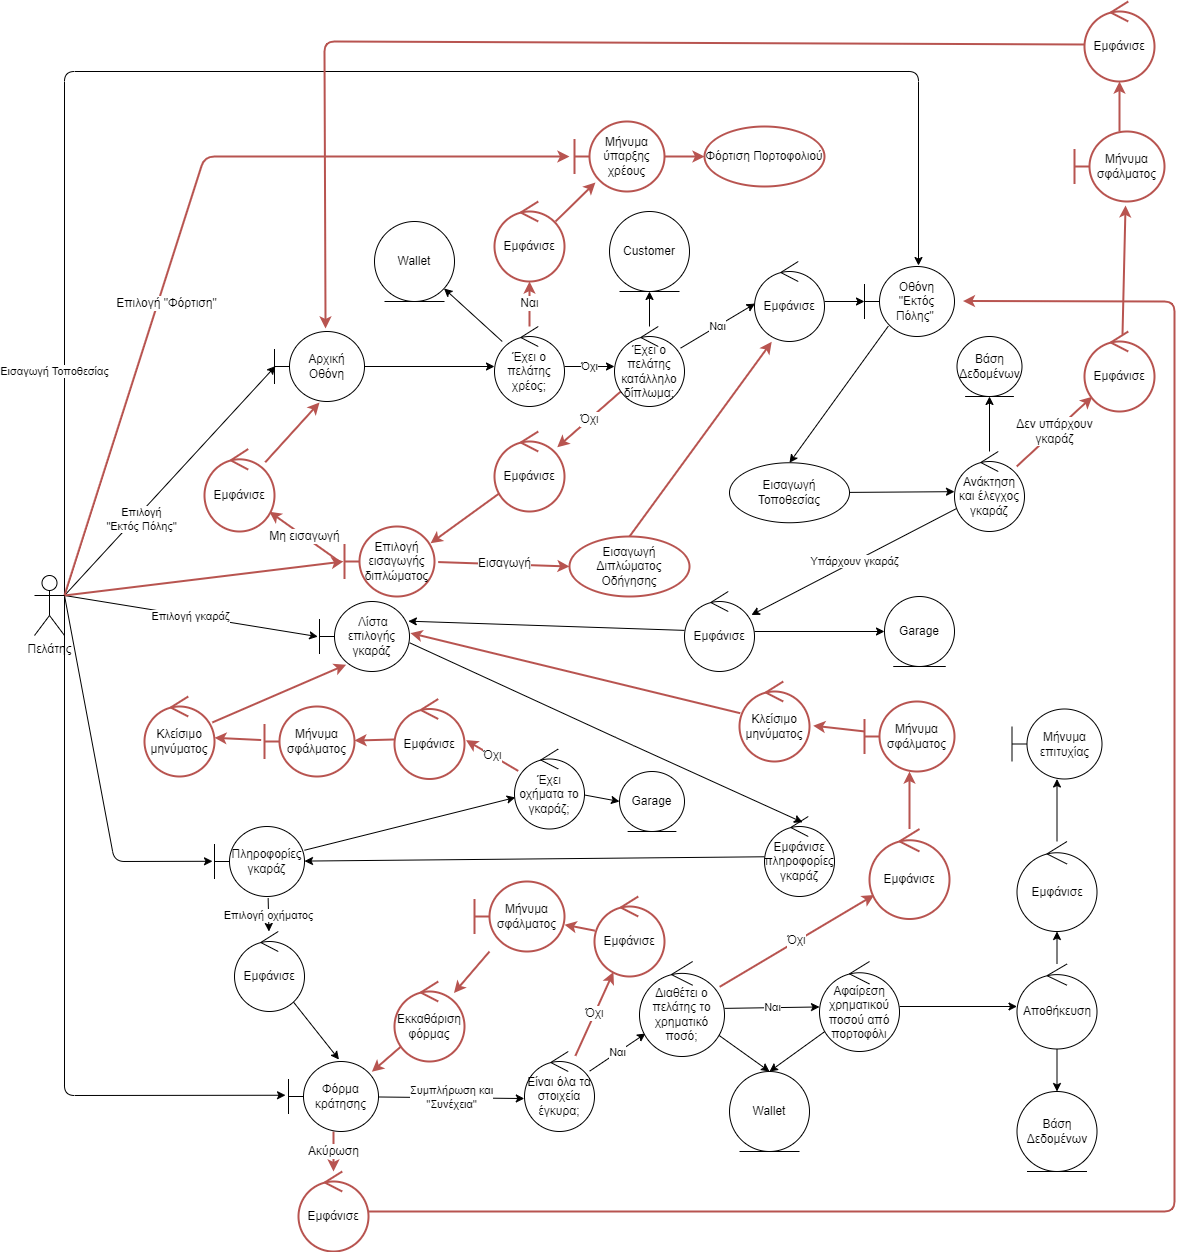 Εμφάνισε
Μήνυμα
ύπαρξης
χρέους
Φόρτιση Πορτοφολιού
Μήνυμα
σφάλματος
Εμφάνισε
Wallet
Customer
Εμφάνισε
Οθόνη
"Εκτός
Πόλης"
Επιλογή "Φόρτιση"
Ναι
Ναι
Αρχική
Οθόνη
Έχει ο
πελάτης
χρέος;
Όχι
Έχει ο
πελάτης
κατάλληλο
δίπλωμα;
Βάση
Δεδομένων
Εμφάνισε
Εισαγωγή Τοποθεσίας
Όχι
Δεν υπάρχουν
γκαράζ
Εμφάνισε
Εμφάνισε
Εισαγωγή
Τοποθεσίας
Ανάκτηση
και έλεγχος
γκαράζ
Επιλογή
"Εκτός Πόλης"
Μη εισαγωγή
Επιλογή
εισαγωγής
διπλώματος
Εισαγωγή
Εισαγωγή
Διπλώματος
Οδήγησης
Υπάρχουν γκαράζ
Πελάτης
Επιλογή γκαράζ
Λίστα
επιλογής
γκαράζ
Εμφάνισε
Garage
Κλείσιμο
μηνύματος
Μήνυμα
σφάλματος
Εμφάνισε
Όχι
Κλείσιμο
μηνύματος
Μήνυμα
σφάλματος
Μήνυμα
επιτυχίας
Έχει
οχήματα το
γκαράζ;
Garage
Πληροφορίες
γκαράζ
Εμφάνισε
πληροφορίες
γκαράζ
Εμφάνισε
Εμφάνισε
Επιλογή οχήματος
Μήνυμα
σφάλματος
Εμφάνισε
Όχι
Εμφάνισε
Εκκαθάριση
φόρμας
Όχι
Διαθέτει ο
πελάτης το
χρηματικό
ποσό;
Ναι
Αφαίρεση
χρηματικού
ποσού από
πορτοφόλι
Αποθήκευση
Ναι
Φόρμα
κράτησης
Συμπλήρωση και
"Συνέχεια"
Είναι όλα τα
στοιχεία
έγκυρα;
Wallet
Βάση
Δεδομένων
Ακύρωση
Εμφάνισε